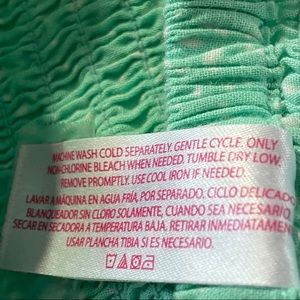 MACHINE WASH COLD SEPARATELY. GENTLE CYCLE. ONLY
NON-CHLORINE BLEACH WHEN NEEDED. TUMBLE DRY LOW.
REMOVE PROMPTLY. USE COOL IRON IF NEEDED.
LAVAR A MAQUINA EN AGUA FRIA, POR SEPARADO, CICLO DELICADO
BLANQUEADOR SIN CLORO SOLAMENTE, CUANDO SEA NECESARIO
SECAR EN SECADORA A TEMPERATURA BAJA. RETIRAR INMEDIATAMEN
USAR PLANCHA TIBIA SI ES NECESARIO.